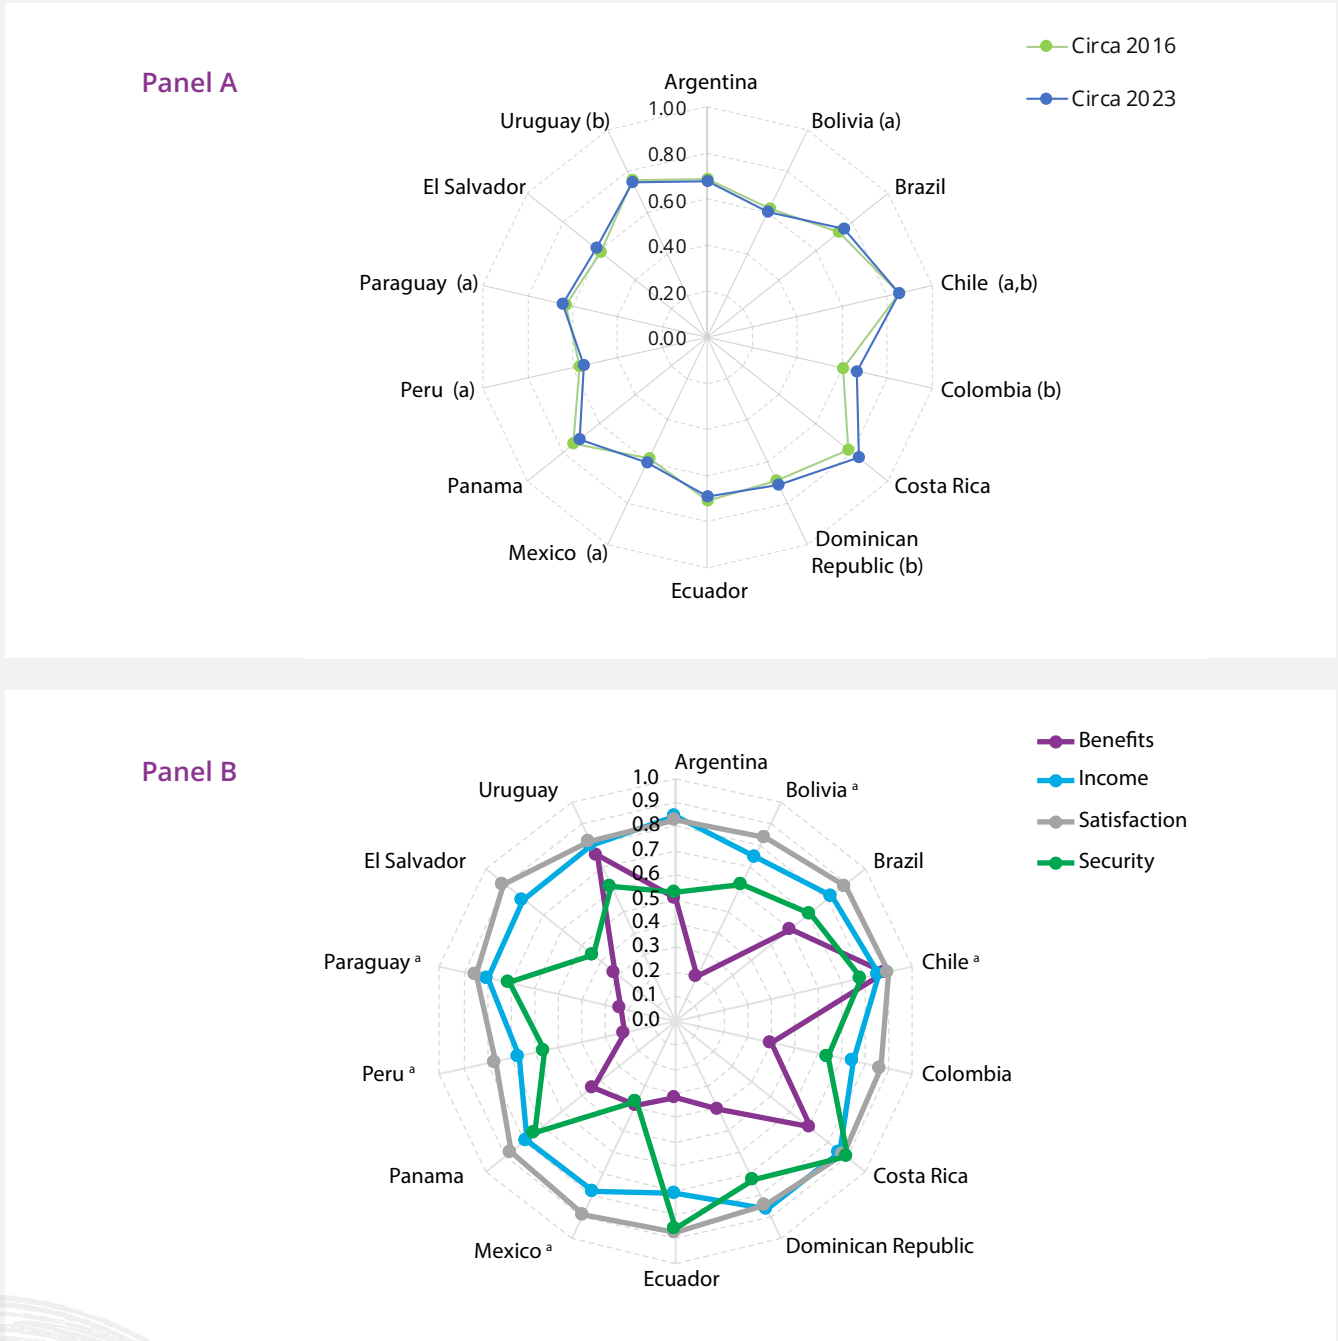 Panel A
Circa 2016
Circa 2023
Argentina
Bolivia (a)
Brazil
Chile (a,b)
Colombia (b)
Costa Rica
Dominican
Republic (b)
Ecuador
Mexico (a)
Panama
Peru (a)
Paraguay (a)
El Salvador
Uruguay (b)
1.00
0.80
0.60
0.40
0.20
0.00
Panel B
Benefits
Income
Satisfaction
Security
Argentina
Bolivia ª
Brazil
Chile ª
Colombia
Costa Rica
Dominican Republic
Ecuador
Mexico ª
Panama
Peru ª
Paraguay ª
El Salvador
Uruguay
1.0
0.9
0.8
0.7
0.6
0.5
0.4
0.3
0.2
0.1
0.0